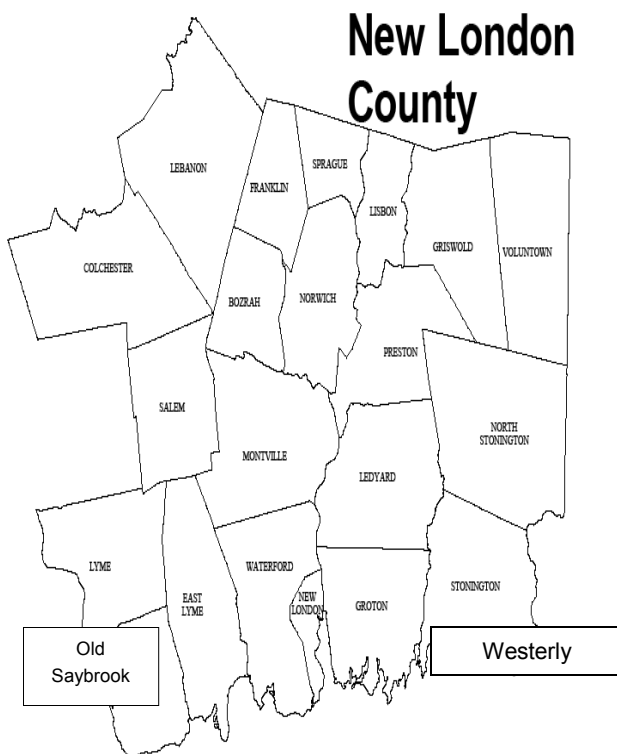 New London
County
LEBANON
FRANKLIN
SPRAGUE
LISBON
GRISWOLD
VOLUNTOWN
COLCHESTER
BOZRAH
NORWICH
PRESTON
SALEM
MONTVILLE
LEDYARD
NORTH
STONINGTON
LYME
EAST
LYME
WATERFORD
NEW
LONDON
GROTON
STONINGTON
Old
Saybrook
Westerly